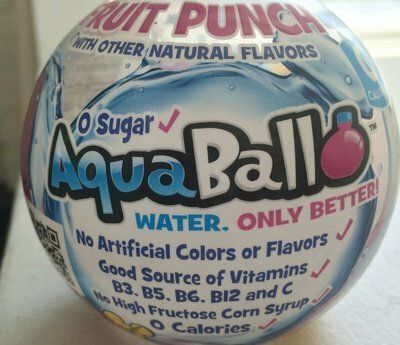 FRUIT PUNCH
WITH OTHER NATURAL FLAVORS
0 Sugar
AquaBall
TM
WATER. ONLY BETTER!
No Artificial Colors or Flavors
Good Source of Vitamins
B3, B5, B6, B12 and C
No High Fructose Corn Syrup
0 Calories